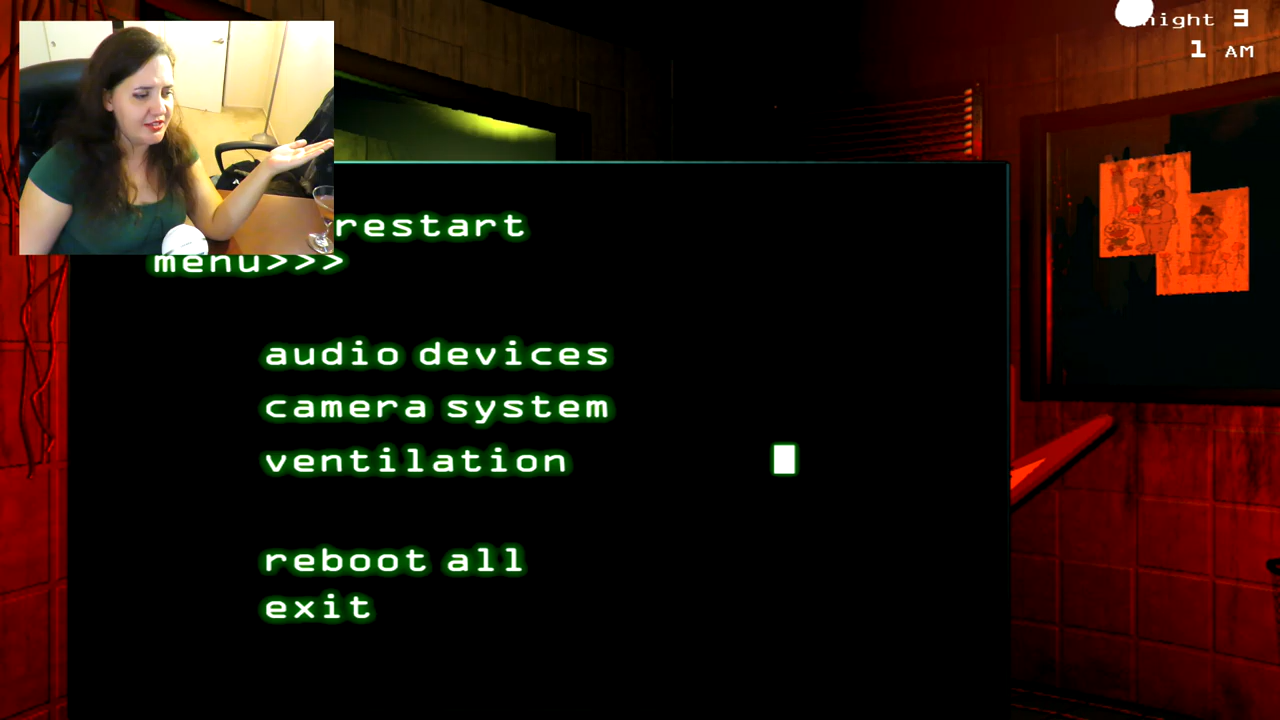 night 3
1 AM
restart
menu>>>
audio devices
camera system
ventilation
reboot all
exit